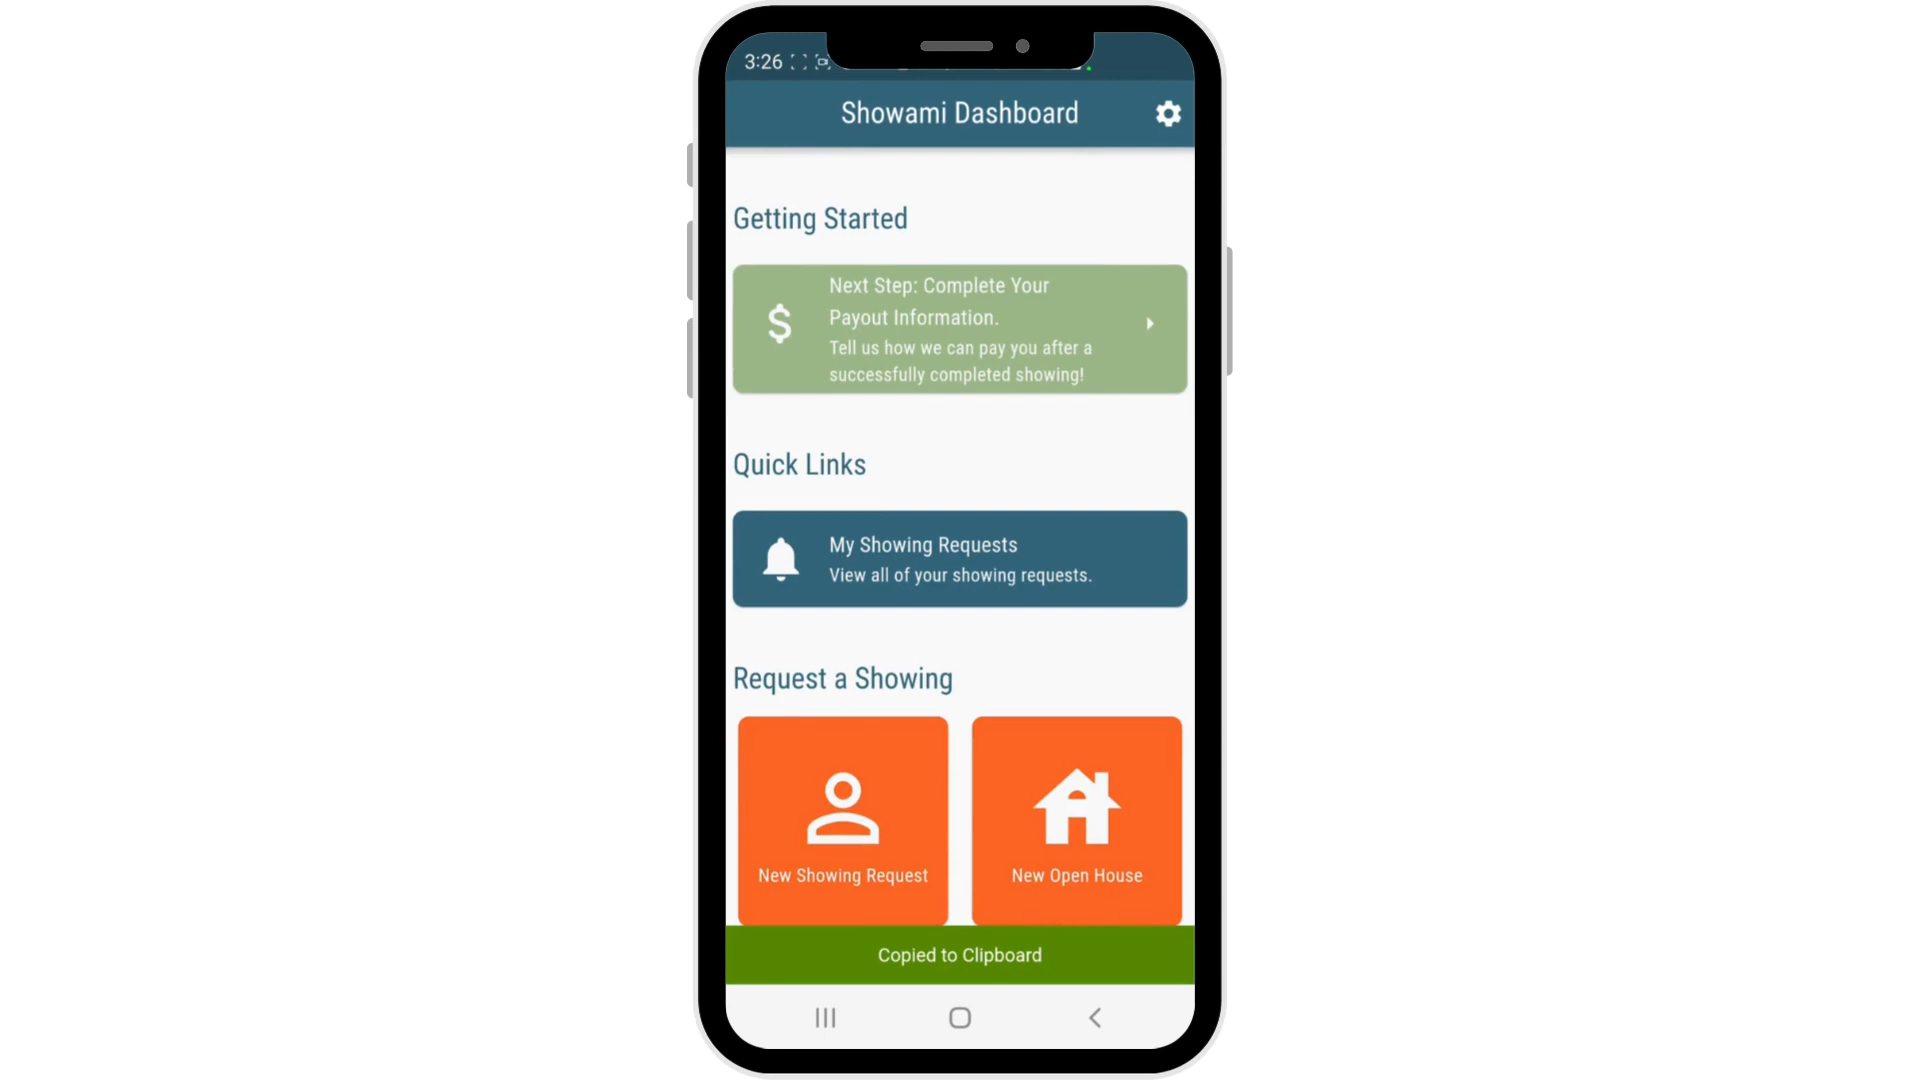 3:26
Showami Dashboard
Getting Started
Next Step: Complete Your
Payout Information.
Tell us how we can pay you after a
successfully completed showing!
Quick Links
My Showing Requests
View all of your showing requests.
Request a Showing
New Showing Request
New Open House
Copied to Clipboard